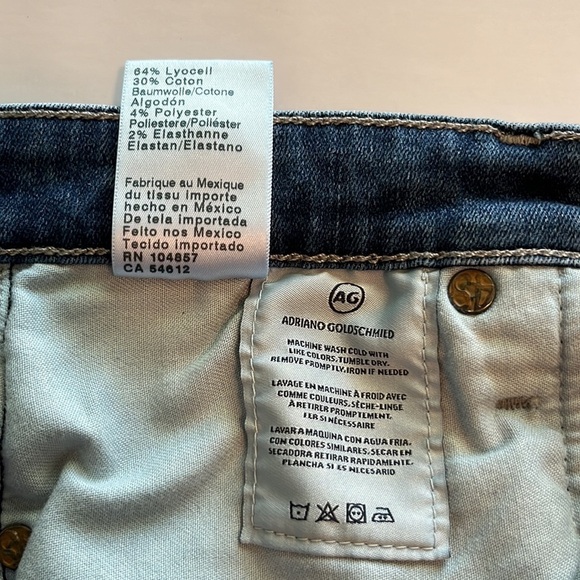 64% Lyocell
30% Coton
Baumwolle/Cotone
Algodón
4% Polyester
Poliestere/Poliéster
2% Elasthanne
Elastan/Elastano
Fabrique au Mexique
du tissu importe
hecho en México
De tela importada
Feito nos Mexico
Tecido importado
RN 104857
CA 54612
AG
ADRIANO GOLDSCHMIED
MACHINE WASH COLD WITH
LIKE COLORS, TUMBLE DRY.
REMOVE PROMPTLY, IRON IF NEEDED
LAVAGE EN MACHINE À FROID AVEC
COMME COULEURS, SÈCHE-LINGE
À RETIRER PROMPTEMENT,
FER SI NÉCESSAIRE
LAVAR A MAQUINA CON AGUA FRIA,
CON COLORES SIMILARES, SECAR EN
SECADORA RETIRAR RAPIDAMENTE,
PLANCHA SI ES NECESSARIO